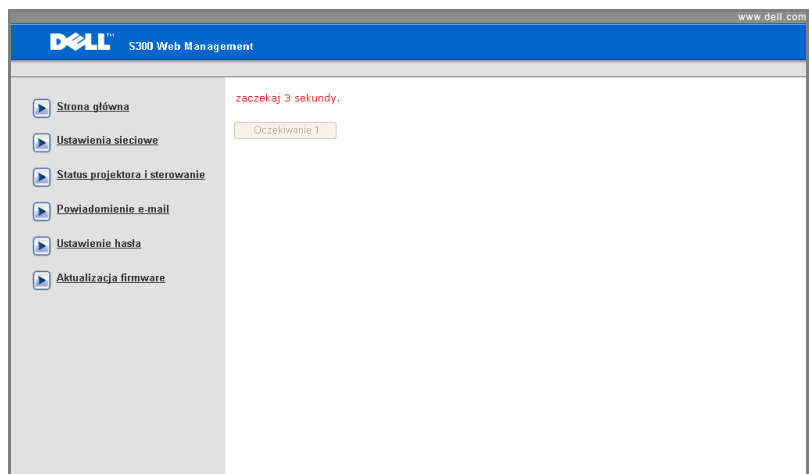 www.dell.com
DELL™ S300 Web Management
zaczekaj 3 sekundy.
Oczekiwanie 1
Strona główna
Ustawienia sieciowe
Status projektora i sterowanie
Powiadomienie e-mail
Ustawienie hasła
Aktualizacja firmware